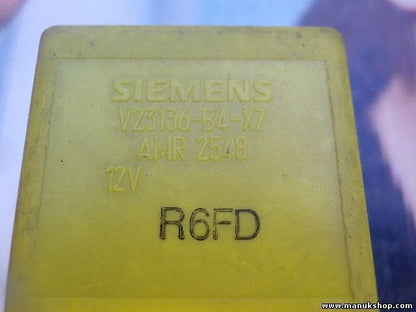 SIEMENS
V23136-B4-X7
AMR 2548
12V
R6FD
www.manukshop.com